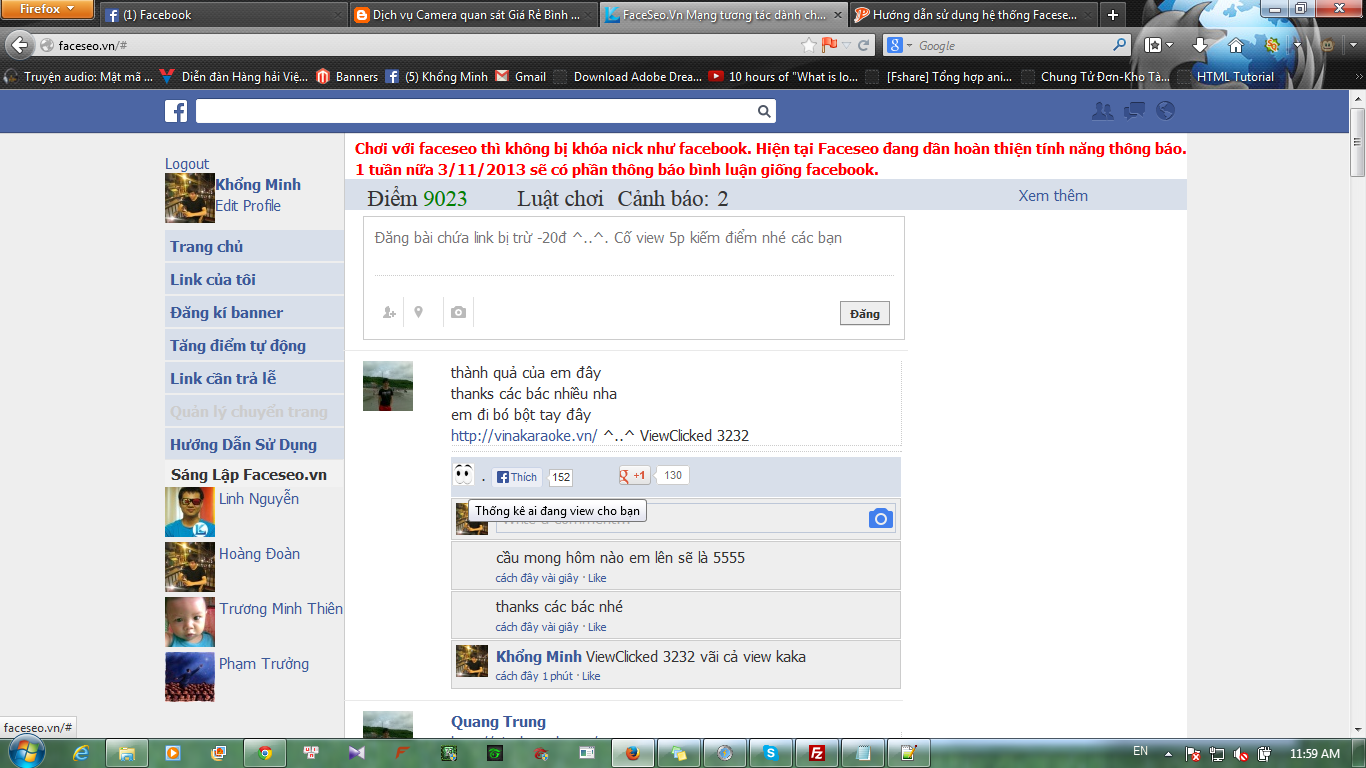 Firefox
(1) Facebook
Dịch vụ Camera quan sát Giá Rẻ Bình ...
FaceSeo.Vn Mạng tương tác dành ch...
Hướng dẫn sử dụng hệ thống Facese...
faceseo.vn/#
Google
Truyện audio: Mật mã ...
Diễn đàn Hàng hải Việ...
Banners
(5) Khổng Minh
Gmail
Download Adobe Drea...
10 hours of "What is lo...
[Fshare] Tổng hợp ani...
Chung Tử Đơn-Kho Tà...
HTML Tutorial
Logout
Khổng Minh
Edit Profile
Trang chủ
Link của tôi
Đăng kí banner
Tăng điểm tự động
Link cần trả lễ
Quản lý chuyển trang
Hướng Dẫn Sử Dụng
Sáng Lập Faceseo.vn
Linh Nguyễn
Hoàng Đoàn
Trương Minh Thiên
Phạm Trưởng
Chơi với faceseo thì không bị khóa nick như facebook. Hiện tại Faceseo đang dần hoàn thiện tính năng thông báo.
1 tuần nữa 3/11/2013 sẽ có phần thông báo bình luận giống facebook.
Điểm 9023 Luật chơi Cảnh báo: 2
Xem thêm
Đăng bài chứa link bị trừ -20đ ^..^. Cố view 5p kiếm điểm nhé các bạn
Đăng
thành quả của em đây
thanks các bác nhiều nha
em đi bó bột tay đây
http://vinakaraoke.vn/ ^..^ ViewClicked 3232
. Thích 152 +1 130
Thống kê ai đang view cho bạn
cầu mong hôm nào em lên sẽ là 5555
cách đây vài giây · Like
thanks các bác nhé
cách đây vài giây · Like
Khổng Minh ViewClicked 3232 vãi cả view kaka
cách đây 1 phút · Like
Quang Trung
faceseo.vn/#
EN
11:59 AM